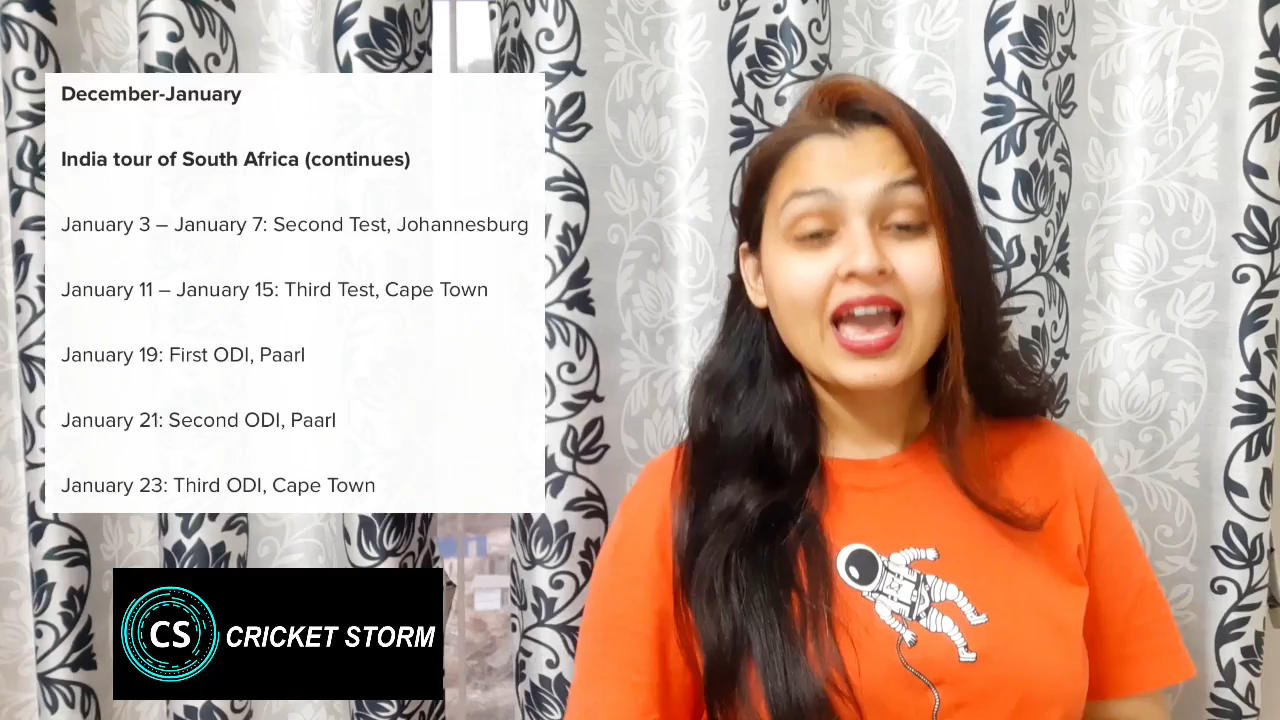 December-January
India tour of South Africa (continues)
January 3 – January 7: Second Test, Johannesburg
January 11 – January 15: Third Test, Cape Town
January 19: First ODI, Paarl
January 21: Second ODI, Paarl
January 23: Third ODI, Cape Town
CS CRICKET STORM